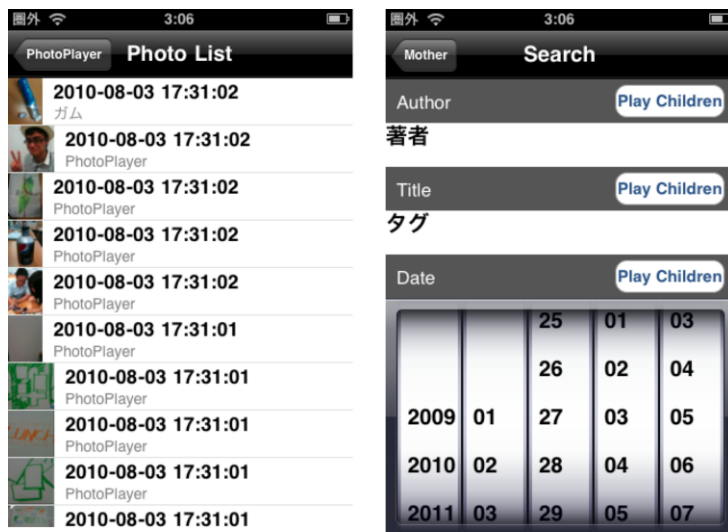 圏外 3:06
PhotoPlayer Photo List
2010-08-03 17:31:02
ガム
2010-08-03 17:31:02
PhotoPlayer
2010-08-03 17:31:02
PhotoPlayer
2010-08-03 17:31:02
PhotoPlayer
2010-08-03 17:31:02
PhotoPlayer
2010-08-03 17:31:01
PhotoPlayer
2010-08-03 17:31:01
PhotoPlayer
LUNCH
2010-08-03 17:31:01
PhotoPlayer
2010-08-03 17:31:01
PhotoPlayer
2010-08-03 17:31:01
圏外 3:06
Mother Search
Author Play Children
著者
Title Play Children
タグ
Date Play Children
25 01 03
26 02 04
2009 01 27 03 05
2010 02 28 04 06
2011 03 29 05 07